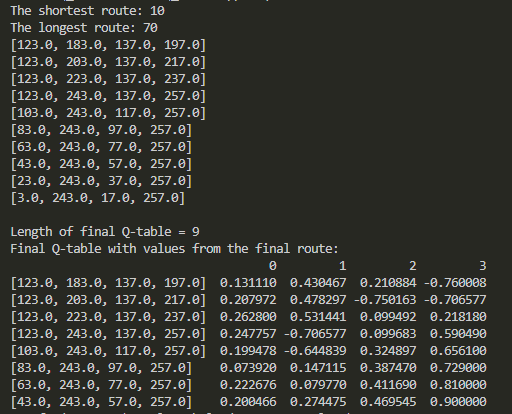 The shortest route: 10
The longest route: 70
[123.0, 183.0, 137.0, 197.0]
[123.0, 203.0, 137.0, 217.0]
[123.0, 223.0, 137.0, 237.0]
[123.0, 243.0, 137.0, 257.0]
[103.0, 243.0, 117.0, 257.0]
[83.0, 243.0, 97.0, 257.0]
[63.0, 243.0, 77.0, 257.0]
[43.0, 243.0, 57.0, 257.0]
[23.0, 243.0, 37.0, 257.0]
[3.0, 243.0, 17.0, 257.0]
Length of final Q-table = 9
Final Q-table with values from the final route:
0 1 2 3
[123.0, 183.0, 137.0, 197.0] 0.131110 0.430467 0.210884 -0.760008
[123.0, 203.0, 137.0, 217.0] 0.207972 0.478297 -0.750163 -0.706577
[123.0, 223.0, 137.0, 237.0] 0.262800 0.531441 0.099492 0.218180
[123.0, 243.0, 137.0, 257.0] 0.247757 -0.706577 0.099683 0.590490
[103.0, 243.0, 117.0, 257.0] 0.199478 -0.644839 0.324897 0.656100
[83.0, 243.0, 97.0, 257.0] 0.073920 0.147115 0.387470 0.729000
[63.0, 243.0, 77.0, 257.0] 0.222676 0.079770 0.411690 0.810000
[43.0, 243.0, 57.0, 257.0] 0.200466 0.274475 0.469545 0.900000